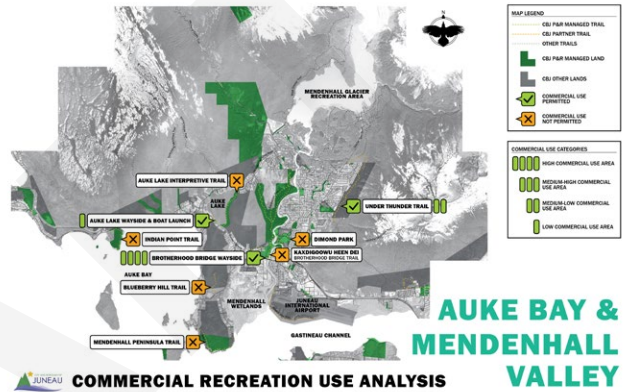 N
MENDENHALL GLACIER
RECREATION AREA
AUKE LAKE INTERPRETIVE TRAIL
AUKE
LAKE
UNDER THUNDER TRAIL
AUKE LAKE WAYSIDE & BOAT LAUNCH
INDIAN POINT TRAIL
DIMOND PARK
BROTHERHOOD BRIDGE WAYSIDE
KAXDIGOOWU HEEN DEI
BROTHERHOOD BRIDGE TRAIL
AUKE BAY
BLUEBERRY HILL TRAIL
MENDENHALL
WETLANDS
JUNEAU
INTERNATIONAL
AIRPORT
MENDENHALL PENINSULA TRAIL
GASTINEAU CHANNEL
MAP LEGEND
CBJ P&R MANAGED TRAIL
CBJ PARTNER TRAIL
OTHER TRAILS
CBJ P&R MANAGED LAND
CBJ OTHER LANDS
COMMERCIAL USE
PERMITTED
COMMERCIAL USE
NOT PERMITTED
COMMERCIAL USE CATEGORIES
HIGH COMMERCIAL USE AREA
MEDIUM-HIGH COMMERCIAL
USE AREA
MEDIUM-LOW COMMERCIAL
USE AREA
LOW COMMERCIAL USE AREA
AUKE BAY &
MENDENHALL
VALLEY
JUNEAU
COMMERCIAL RECREATION USE ANALYSIS